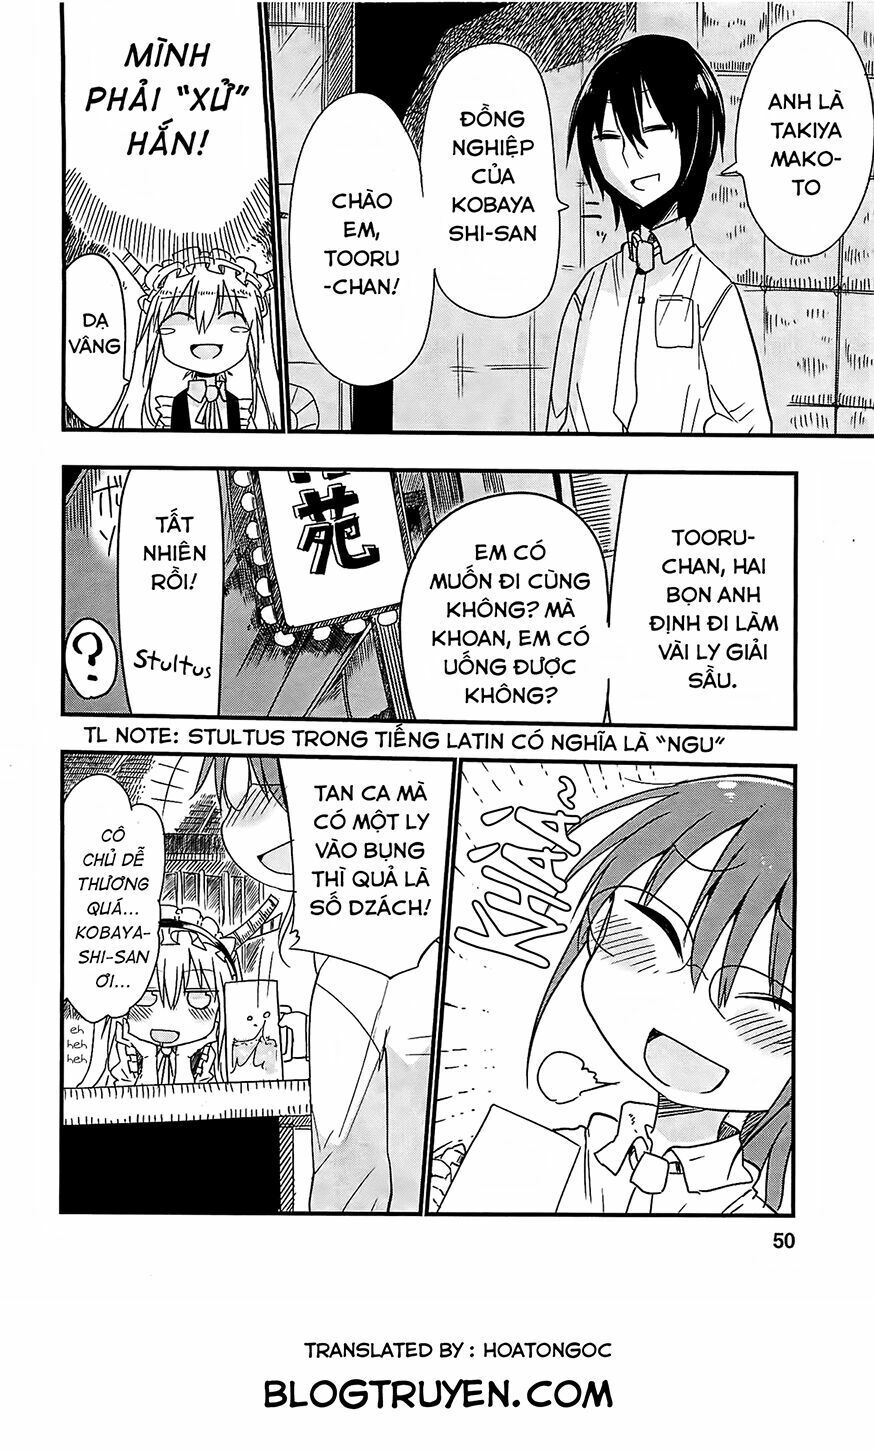 ANH LÀ
TAKIYA
MAKO-
TO
ĐỒNG
NGHIỆP
CỦA
KOBAYA
SHI-SAN
CHÀO
EM,
TOORU
-CHAN!
MÌNH
PHẢI "XỬ"
HẮN!
DẠ
VÂNG
TOORU-
CHAN, HAI
BỌN ANH
ĐỊNH ĐI LÀM
VÀI LY GIẢI
SẦU.
EM CÓ
MUỐN ĐI CÙNG
KHÔNG? MÀ
KHOAN, EM CÓ
UỐNG ĐƯỢC
KHÔNG?
苑
TẤT
NHIÊN
RỒI!
Stultus
?
TL NOTE: STULTUS TRONG TIẾNG LATIN CÓ NGHĨA LÀ "NGU"
KHÀÀ~
TAN CA MÀ
CÓ MỘT LY
VÀO BỤNG
THÌ QUẢ LÀ
SỐ DZÁCH!
CÔ
CHỦ DỄ
THƯƠNG
QUÁ...
KOBAYA-
SHI-SAN
ƠI...
eh
heh
heh
50
TRANSLATED BY : HOATONGOC
BLOGTRUYEN.COM